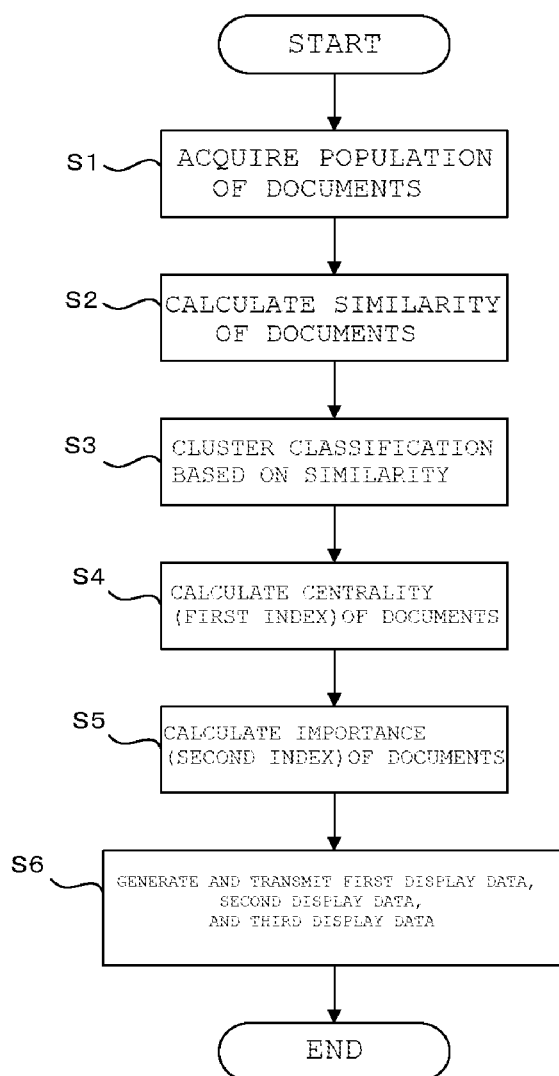 START
S1
ACQUIRE POPULATION
OF DOCUMENTS
S2
CALCULATE SIMILARITY
OF DOCUMENTS
S3
CLUSTER CLASSIFICATION
BASED ON SIMILARITY
S4
CALCULATE CENTRALITY
(FIRST INDEX)OF DOCUMENTS
S5
CALCULATE IMPORTANCE
(SECOND INDEX)OF DOCUMENTS
S6
GENERATE AND TRANSMIT FIRST DISPLAY DATA,
SECOND DISPLAY DATA,
AND THIRD DISPLAY DATA
END